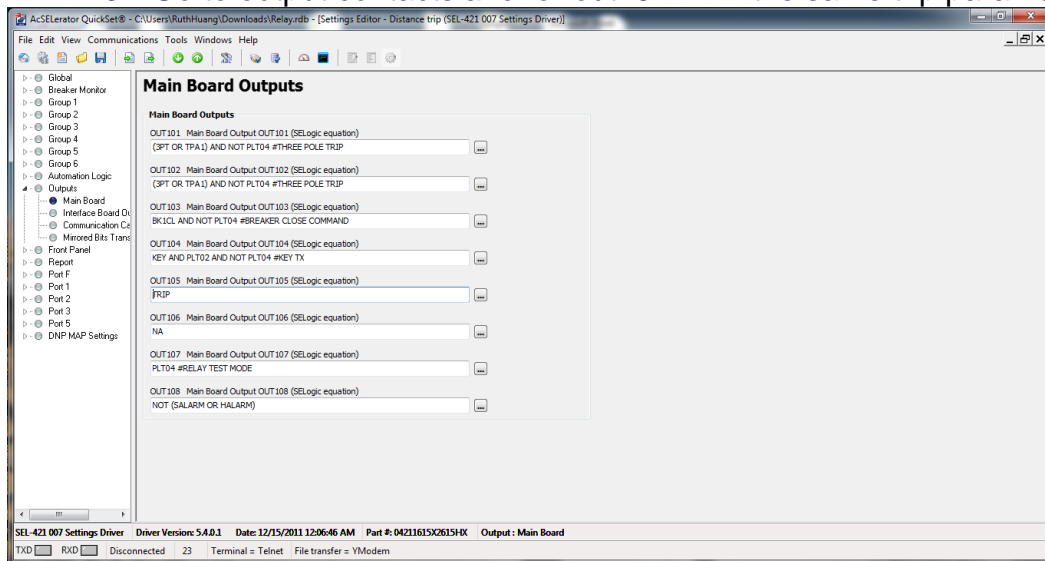 AcSELerator QuickSet® - C:\Users\RuthHuang\Downloads\Relay.rdb - [Settings Editor - Distance trip (SEL-421 007 Settings Driver)]
File Edit View Communications Tools Windows Help
Global
Breaker Monitor
Group 1
Group 2
Group 3
Group 4
Group 5
Group 6
Automation Logic
Outputs
Main Board
Interface Board Ou
Communication Ca
Mirrored Bits Trans
Front Panel
Report
Port F
Port 1
Port 2
Port 3
Port 5
DNP MAP Settings
Main Board Outputs
Main Board Outputs
OUT101 Main Board Output OUT101 (SELogic equation)
(3PT OR TPA1) AND NOT PLT04 #THREE POLE TRIP
...
OUT102 Main Board Output OUT102 (SELogic equation)
(3PT OR TPA1) AND NOT PLT04 #THREE POLE TRIP
...
OUT103 Main Board Output OUT103 (SELogic equation)
BK1CL AND NOT PLT04 #BREAKER CLOSE COMMAND
...
OUT104 Main Board Output OUT104 (SELogic equation)
KEY AND PLT02 AND NOT PLT04 #KEY TX
...
OUT105 Main Board Output OUT105 (SELogic equation)
TRIP
...
OUT106 Main Board Output OUT106 (SELogic equation)
NA
...
OUT107 Main Board Output OUT107 (SELogic equation)
PLT04 #RELAY TEST MODE
...
OUT108 Main Board Output OUT108 (SELogic equation)
NOT (SALARM OR HALARM)
...
SEL-421 007 Settings Driver Driver Version: 5.4.0.1 Date: 12/15/2011 12:06:46 AM Part #: 04211615X2615HX Output : Main Board
TXD RXD Disconnected 23 Terminal = Telnet File transfer = YModem